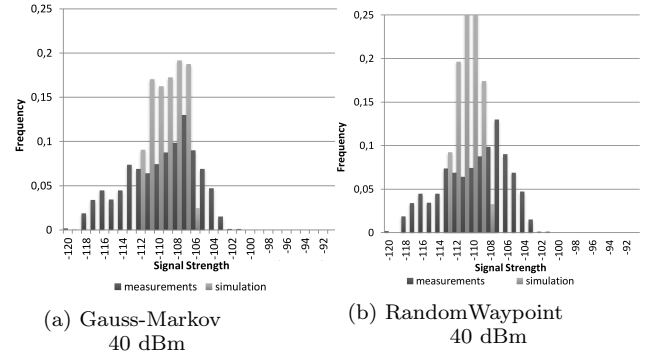 0,25
0,2
0,15
0,1
0,05
0
Frequency
-120 -118 -116 -114 -112 -110 -108 -106 -104 -102 -100 -98 -96 -94 -92
Signal Strength
measurements simulation
(a) Gauss-Markov
40 dBm
0,25
0,2
0,15
0,1
0,05
0
Frequency
-120 -118 -116 -114 -112 -110 -108 -106 -104 -102 -100 -98 -96 -94 -92
Signal Strength
measurements simulation
(b) RandomWaypoint
40 dBm